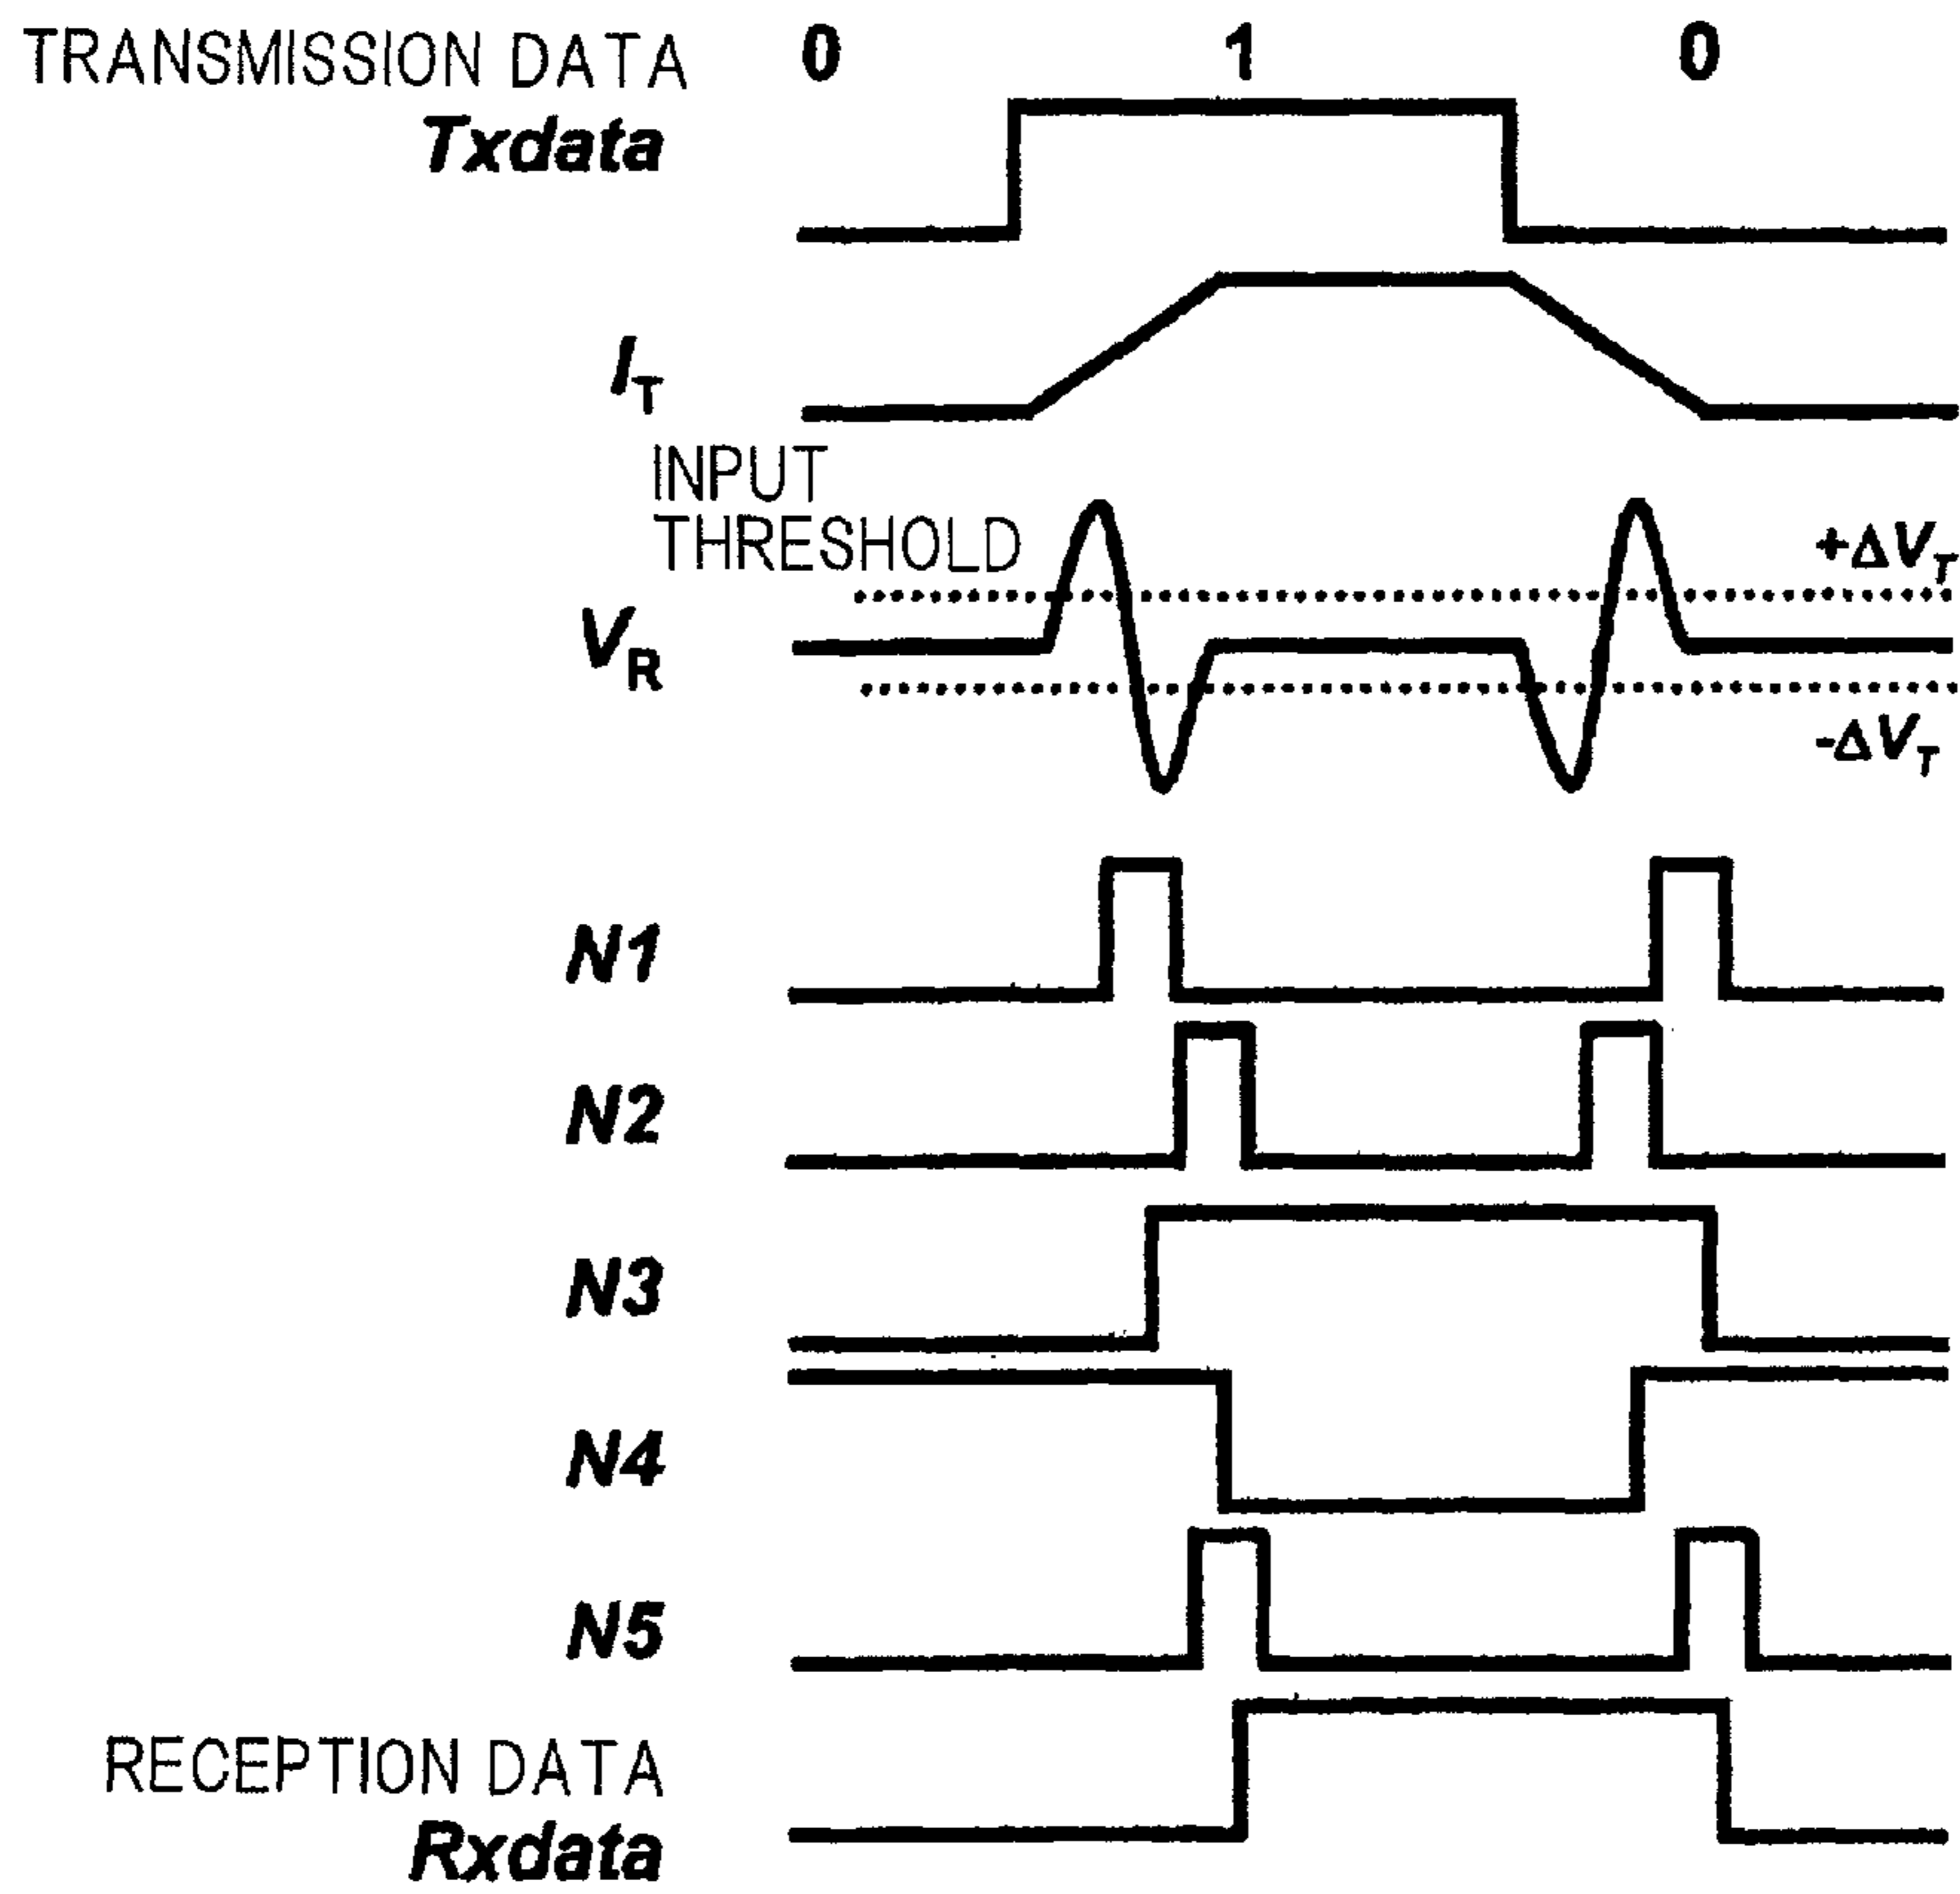 TRANSMISSION DATA 0 1 0
Txdata
IT
INPUT
THRESHOLD
+ΔVT
VR
-ΔVT
N1
N2
N3
N4
N5
RECEPTION DATA
Rxdata